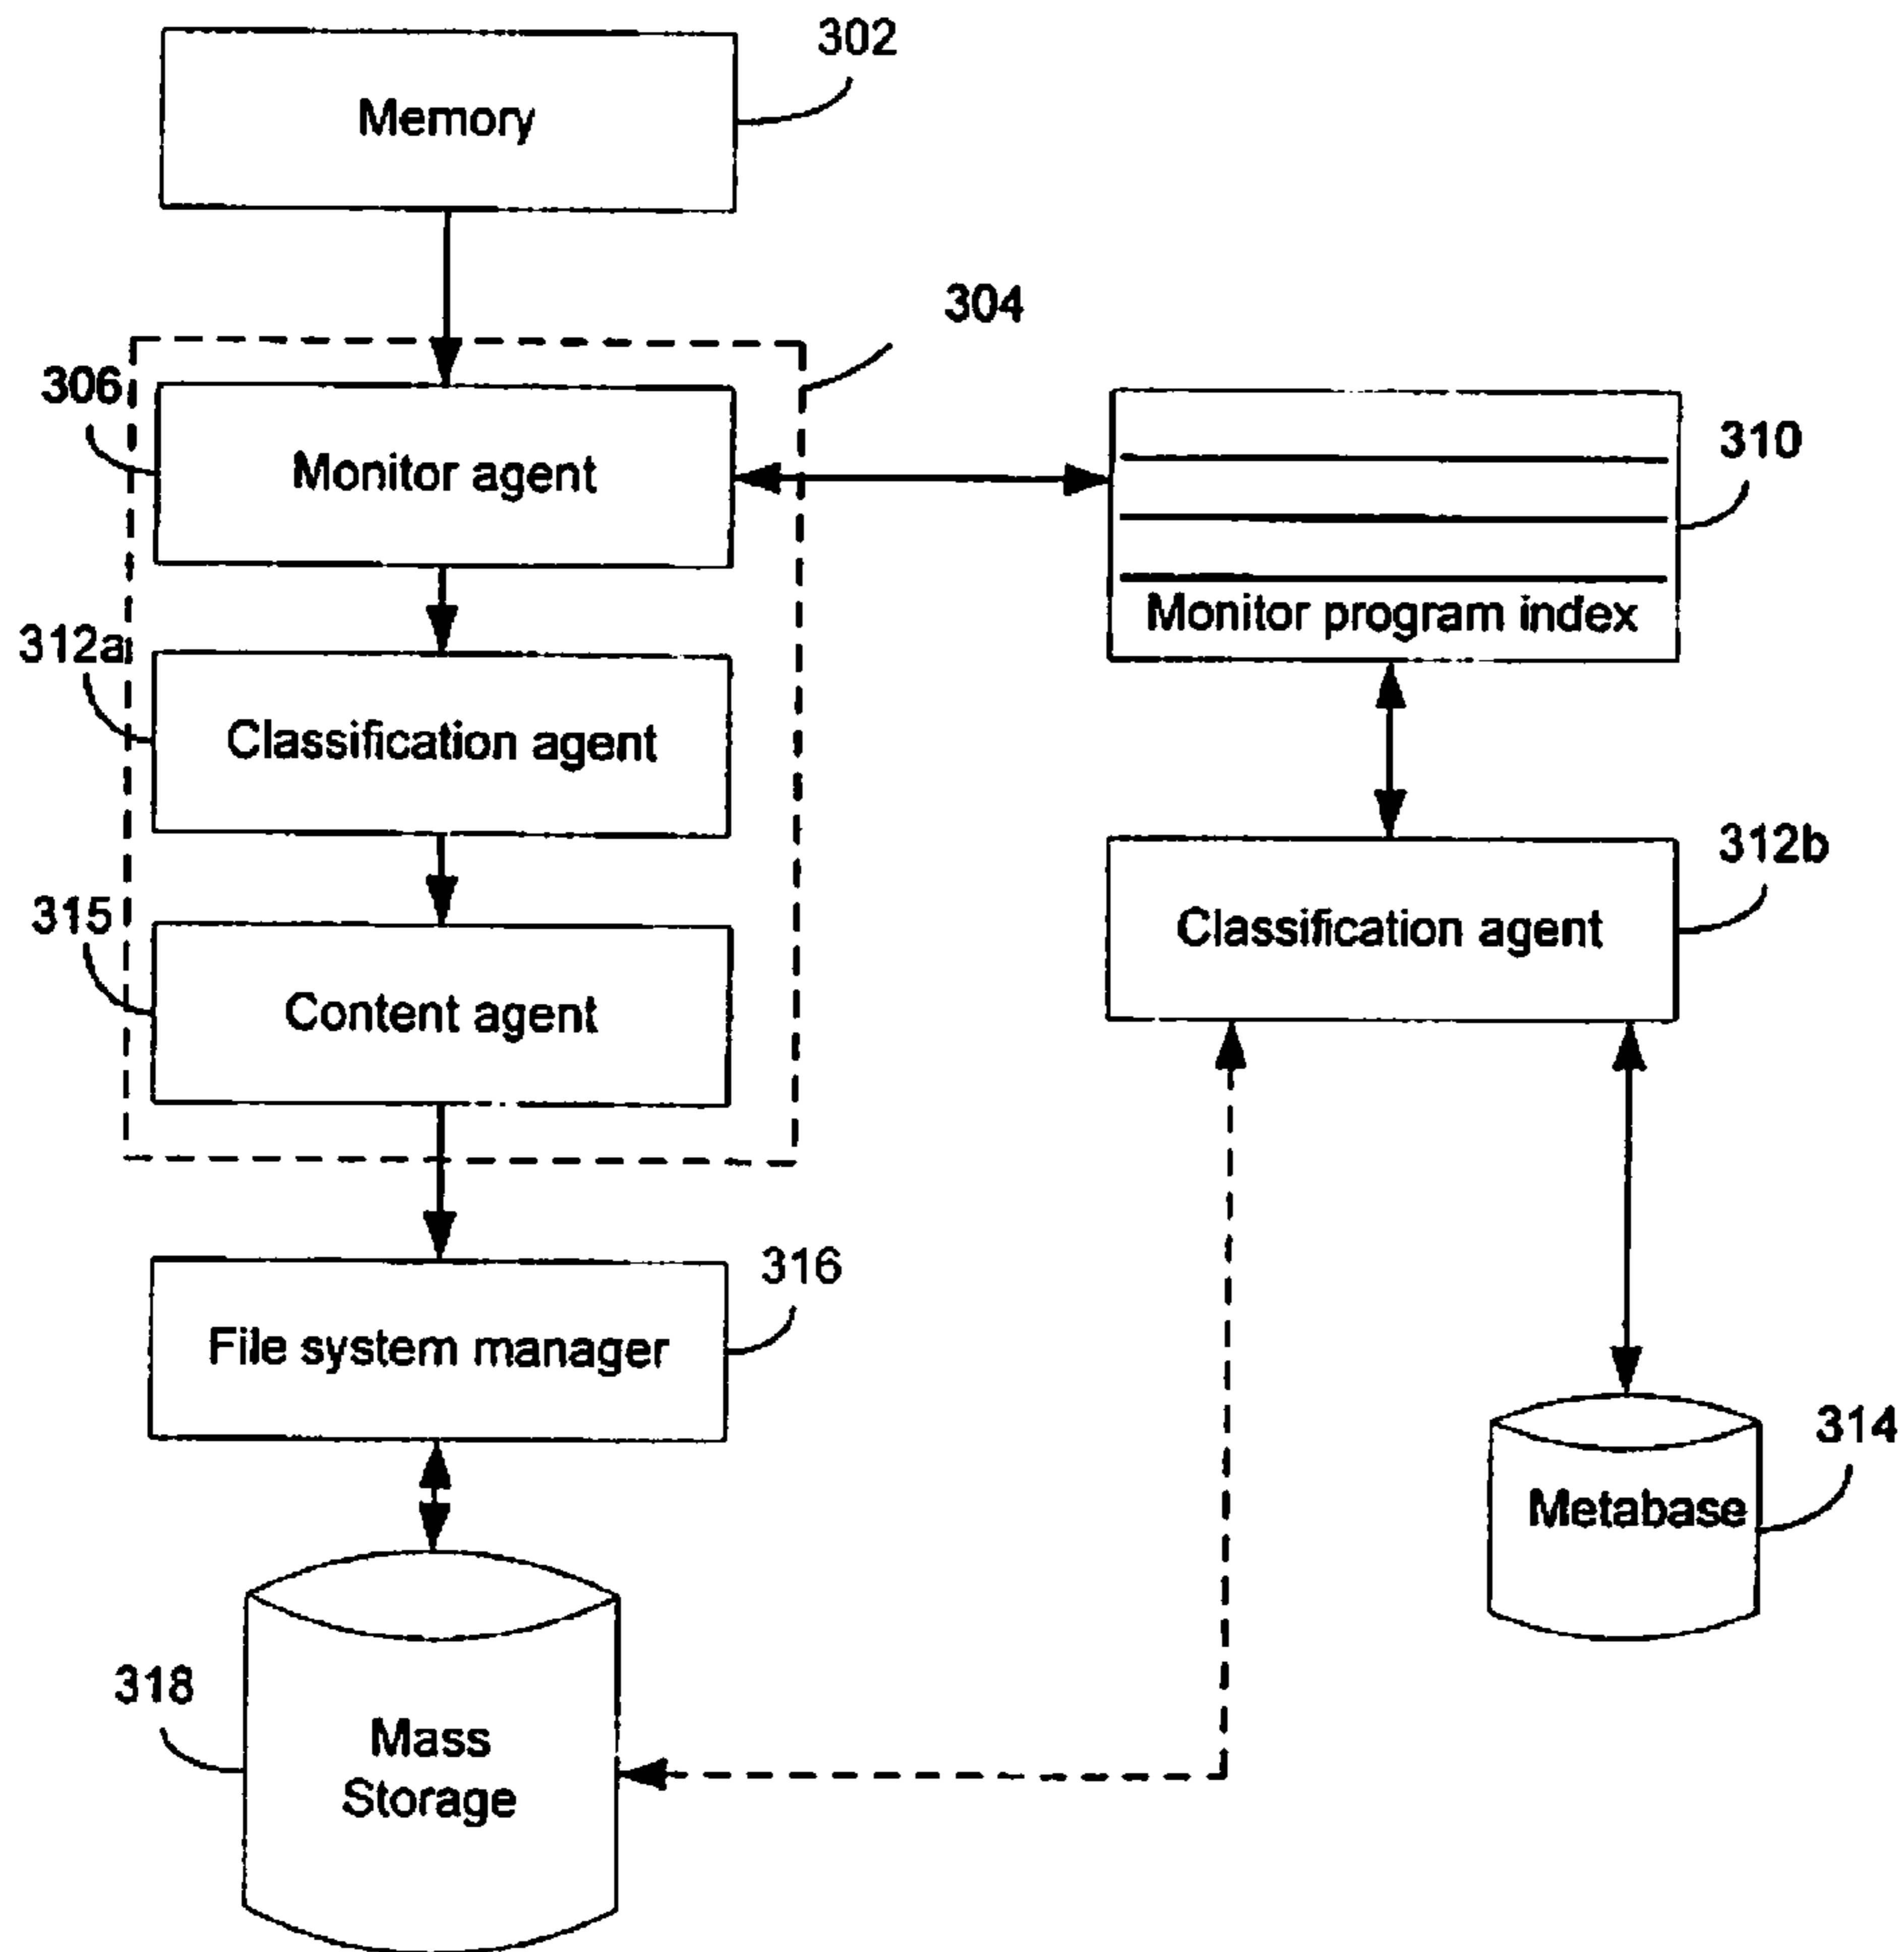 302
Memory
304
306
Monitor agent
310
Monitor program index
312a
Classification agent
312b
Classification agent
315
Content agent
316
File system manager
314
Metabase
318
Mass
Storage